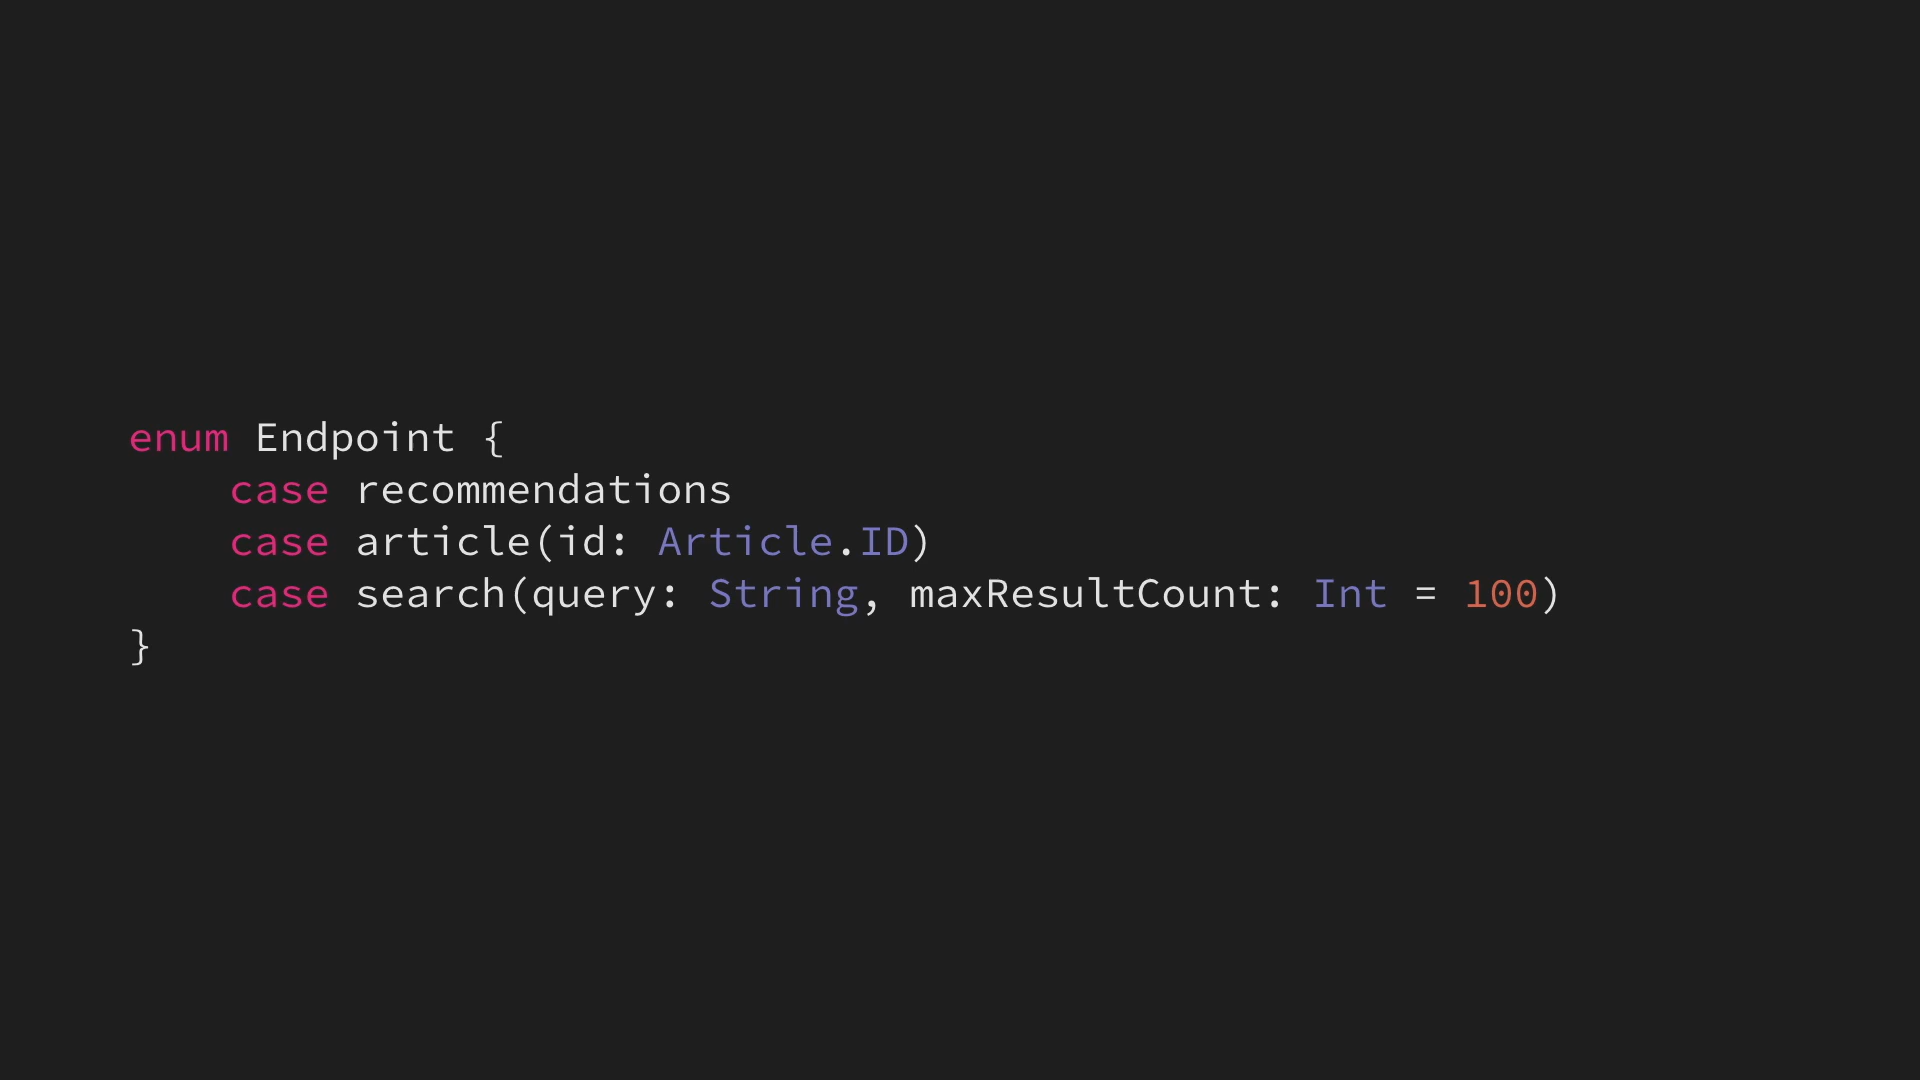 enum Endpoint {
    case recommendations
    case article(id: Article.ID)
    case search(query: String, maxResultCount: Int = 100)
}